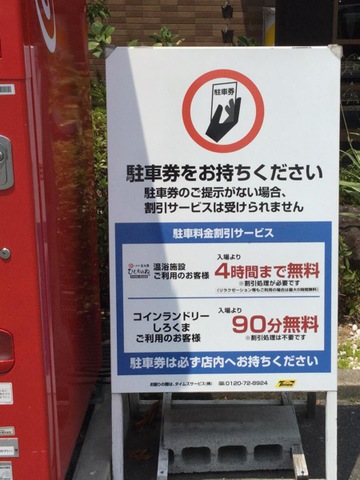 駐車券
駐車券をお持ちください
駐車券のご提示がない場合、
割引サービスは受けられません
駐車料金割引サービス
温浴施設
ご利用のお客様
入場より
4時間まで無料
※割引処理が必要です
コインランドリー
しろくま
ご利用のお客様
入場より
90分無料
※割引処理は不要です
駐車券は必ず店内へお持ちください